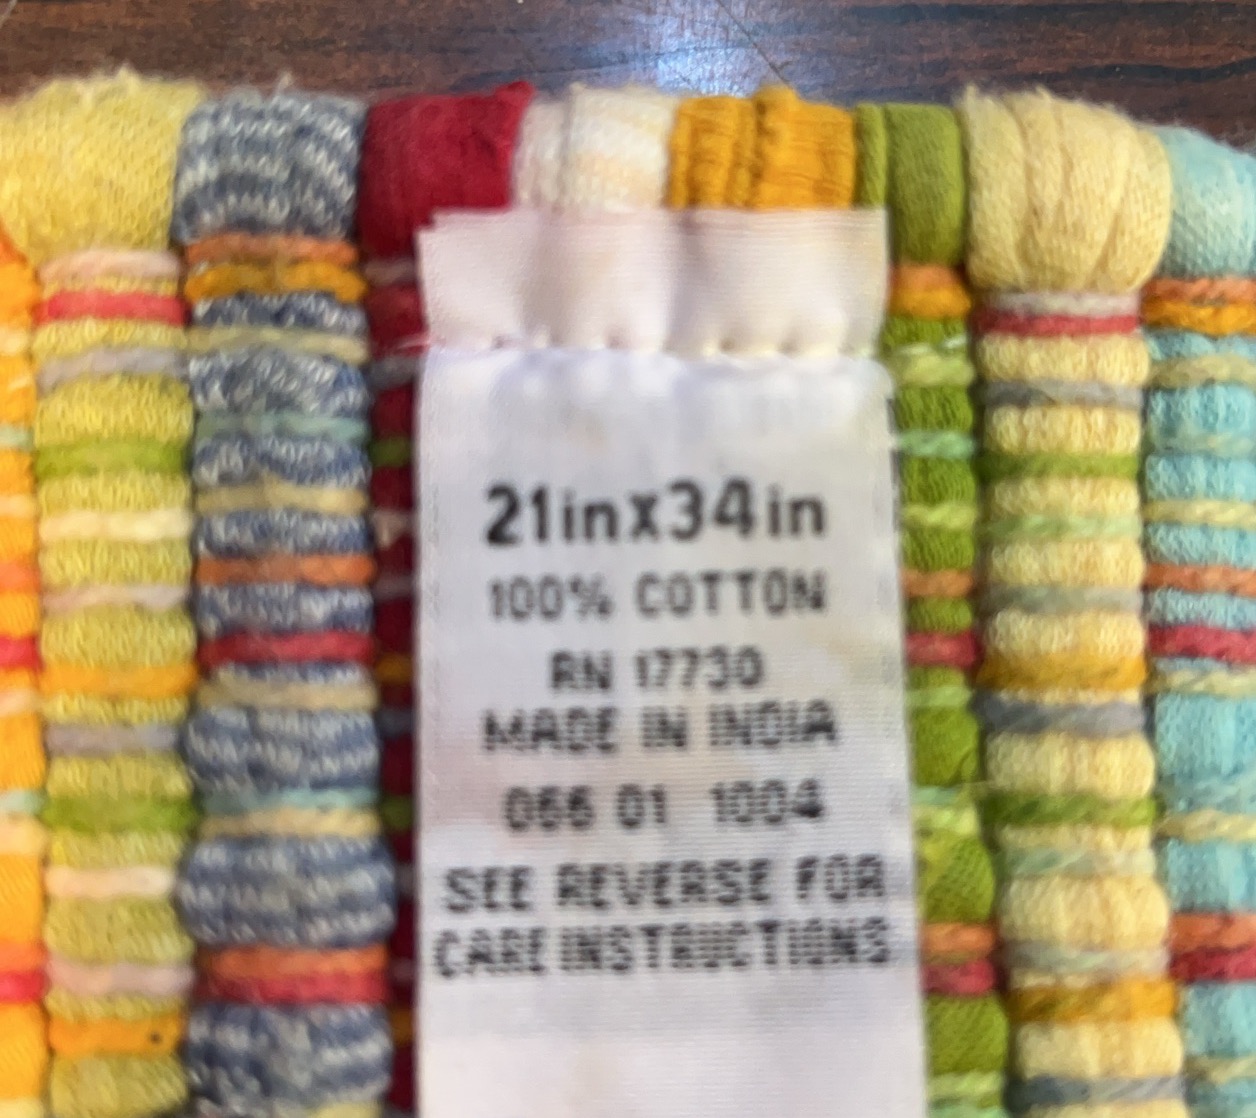 21inx34in
100% COTTON
RN 17730
MADE IN INDIA
066 01 1004
SEE REVERSE FOR
CARE INSTRUCTIONS